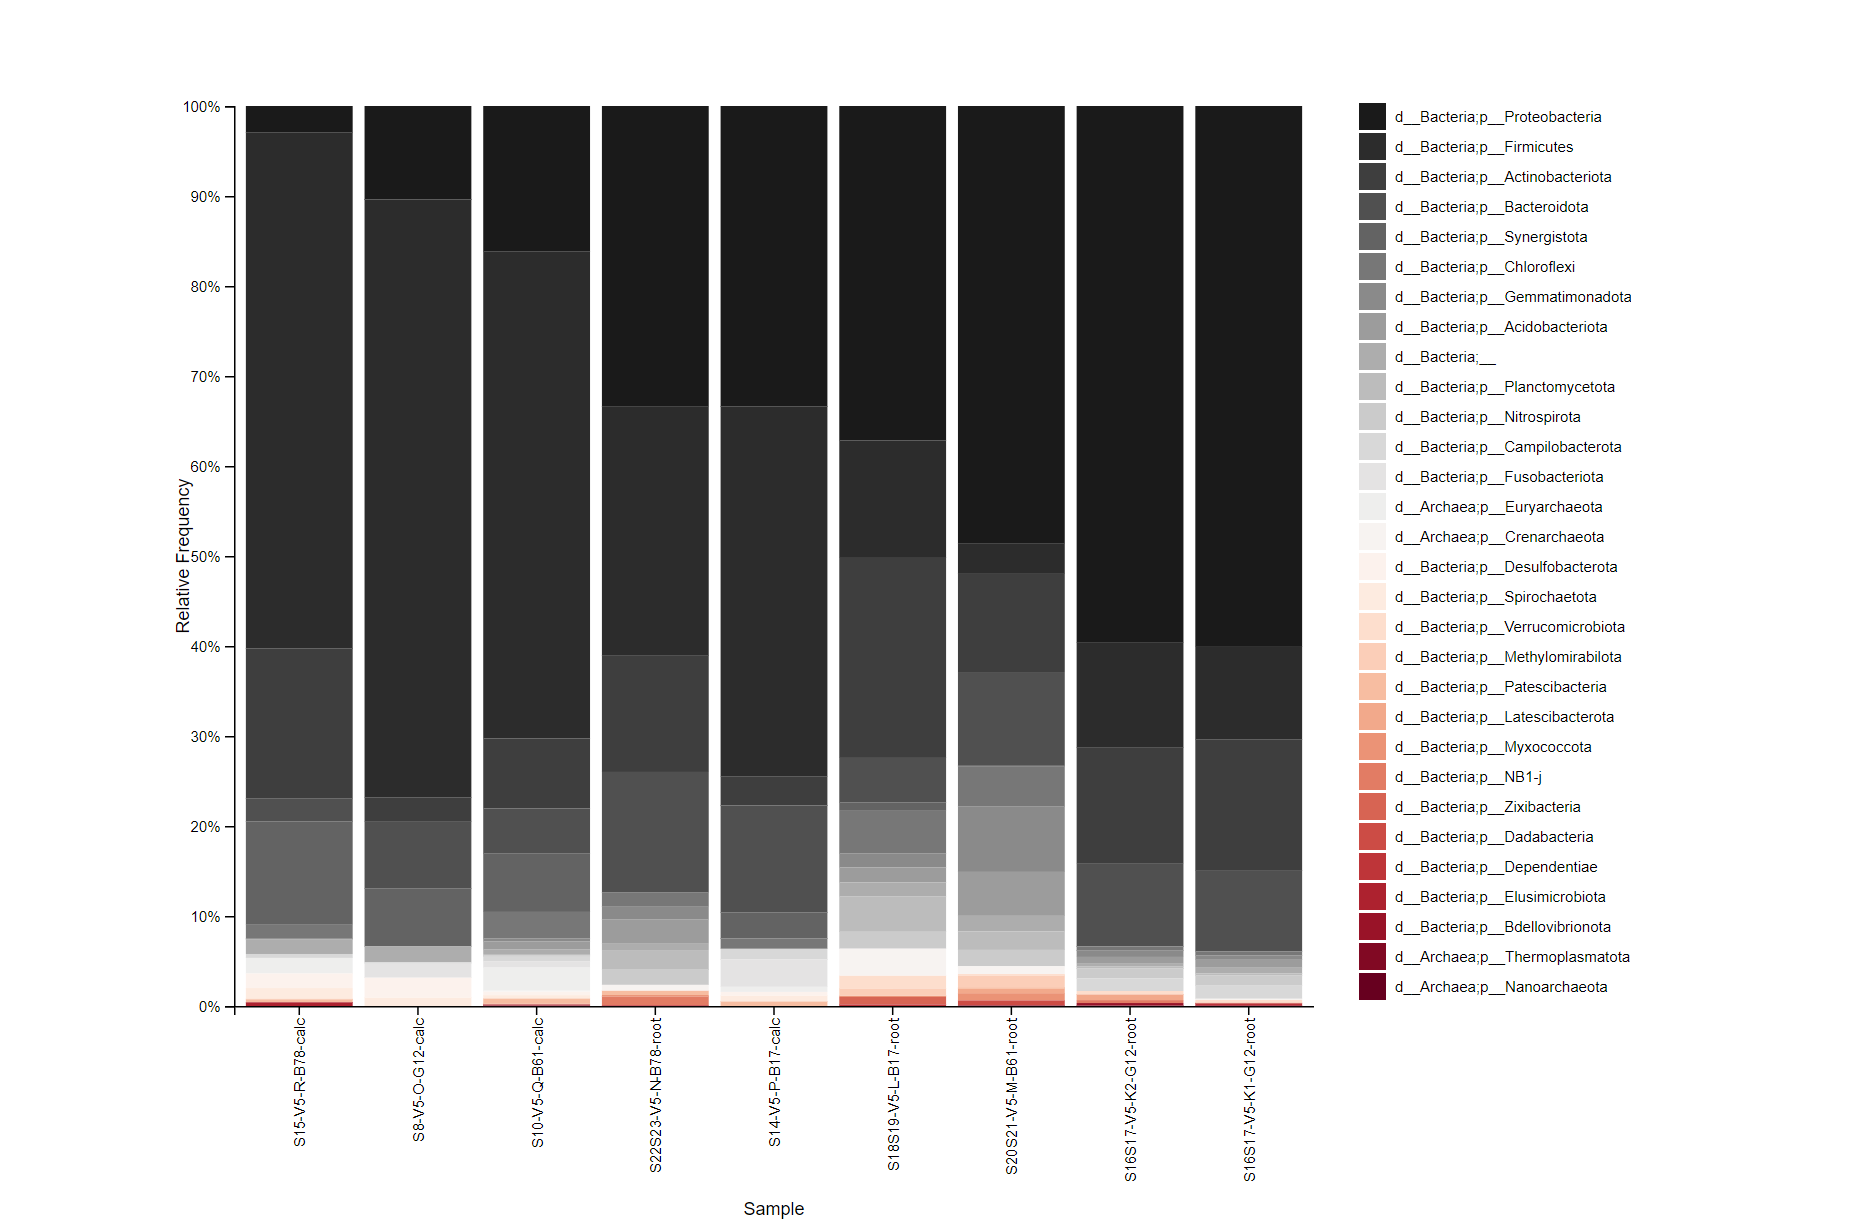 100%
90%
80%
70%
60%
50%
40%
30%
20%
10%
0%
Relative Frequency
S15-V5-R-B78-calc
S8-V5-O-G12-calc
S10-V5-Q-B61-calc
S22S23-V5-N-B78-root
S14-V5-P-B17-calc
S18S19-V5-L-B17-root
S20S21-V5-M-B61-root
S16S17-V5-K2-G12-root
S16S17-V5-K1-G12-root
Sample
d__Bacteria;p__Proteobacteria
d__Bacteria;p__Firmicutes
d__Bacteria;p__Actinobacteriota
d__Bacteria;p__Bacteroidota
d__Bacteria;p__Synergistota
d__Bacteria;p__Chloroflexi
d__Bacteria;p__Gemmatimonadota
d__Bacteria;p__Acidobacteriota
d__Bacteria;__
d__Bacteria;p__Planctomycetota
d__Bacteria;p__Nitrospirota
d__Bacteria;p__Campilobacterota
d__Bacteria;p__Fusobacteriota
d__Archaea;p__Euryarchaeota
d__Archaea;p__Crenarchaeota
d__Bacteria;p__Desulfobacterota
d__Bacteria;p__Spirochaetota
d__Bacteria;p__Verrucomicrobiota
d__Bacteria;p__Methylomirabilota
d__Bacteria;p__Patescibacteria
d__Bacteria;p__Latescibacterota
d__Bacteria;p__Myxococcota
d__Bacteria;p__NB1-j
d__Bacteria;p__Zixibacteria
d__Bacteria;p__Dadabacteria
d__Bacteria;p__Dependentiae
d__Bacteria;p__Elusimicrobiota
d__Bacteria;p__Bdellovibrionota
d__Archaea;p__Thermoplasmatota
d__Archaea;p__Nanoarchaeota